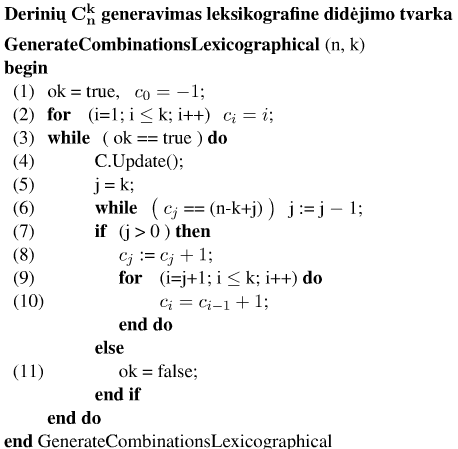 Derinių C_n^k generavimas leksikografine didėjimo tvarka
GenerateCombinationsLexicographical (n, k)
begin
(1) ok = true, c_0 = −1;
(2) for (i=1; i ≤ k; i++) c_i = i;
(3) while ( ok == true ) do
(4) C.Update();
(5) j = k;
(6) while ( c_j == (n-k+j) ) j := j − 1;
(7) if (j > 0 ) then
(8) c_j := c_j + 1;
(9) for (i=j+1; i ≤ k; i++) do
(10) c_i = c_{i−1} + 1;
end do
else
(11) ok = false;
end if
end do
end GenerateCombinationsLexicographical